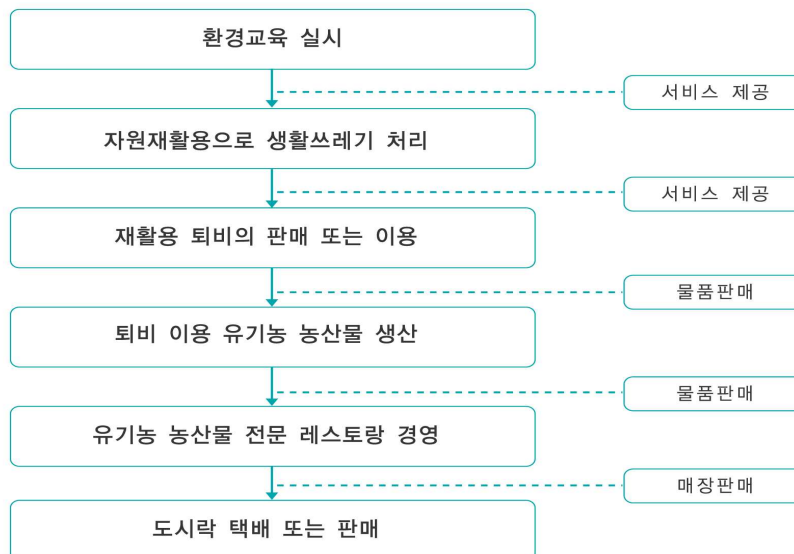 환경교육 실시
서비스 제공
자원재활용으로 생활쓰레기 처리
서비스 제공
재활용 퇴비의 판매 또는 이용
물품판매
퇴비 이용 유기농 농산물 생산
물품판매
유기농 농산물 전문 레스토랑 경영
매장판매
도시락 택배 또는 판매